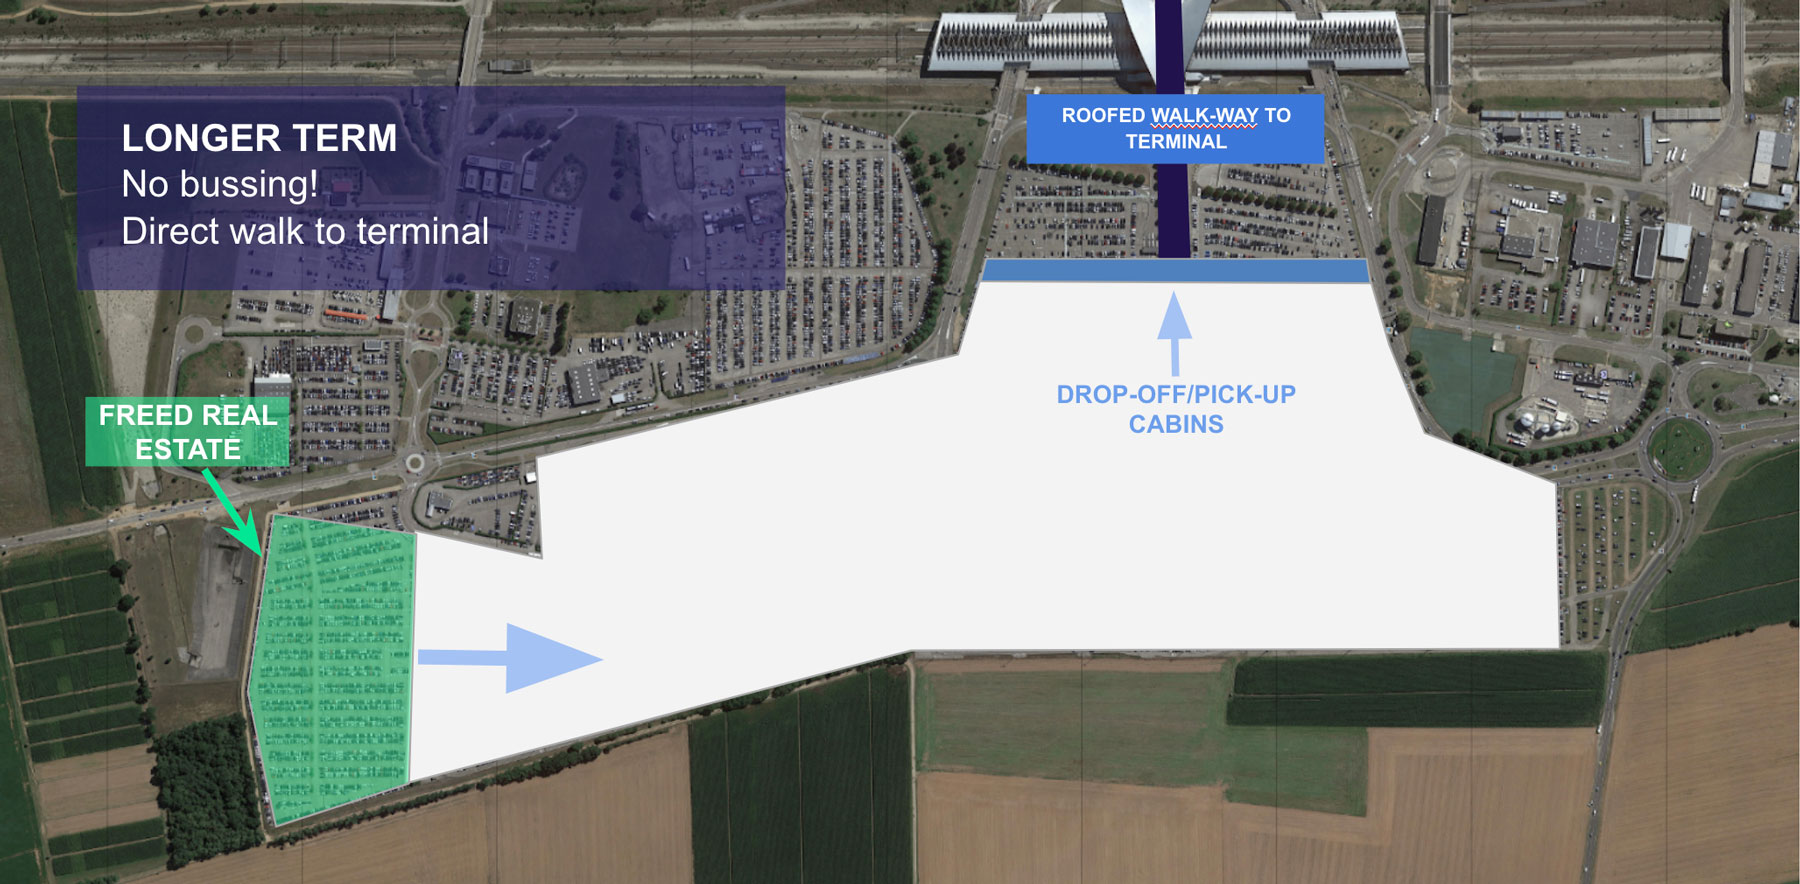 LONGER TERM
No bussing!
Direct walk to terminal
ROOFED WALK-WAY TO
TERMINAL
DROP-OFF/PICK-UP
CABINS
FREED REAL
ESTATE